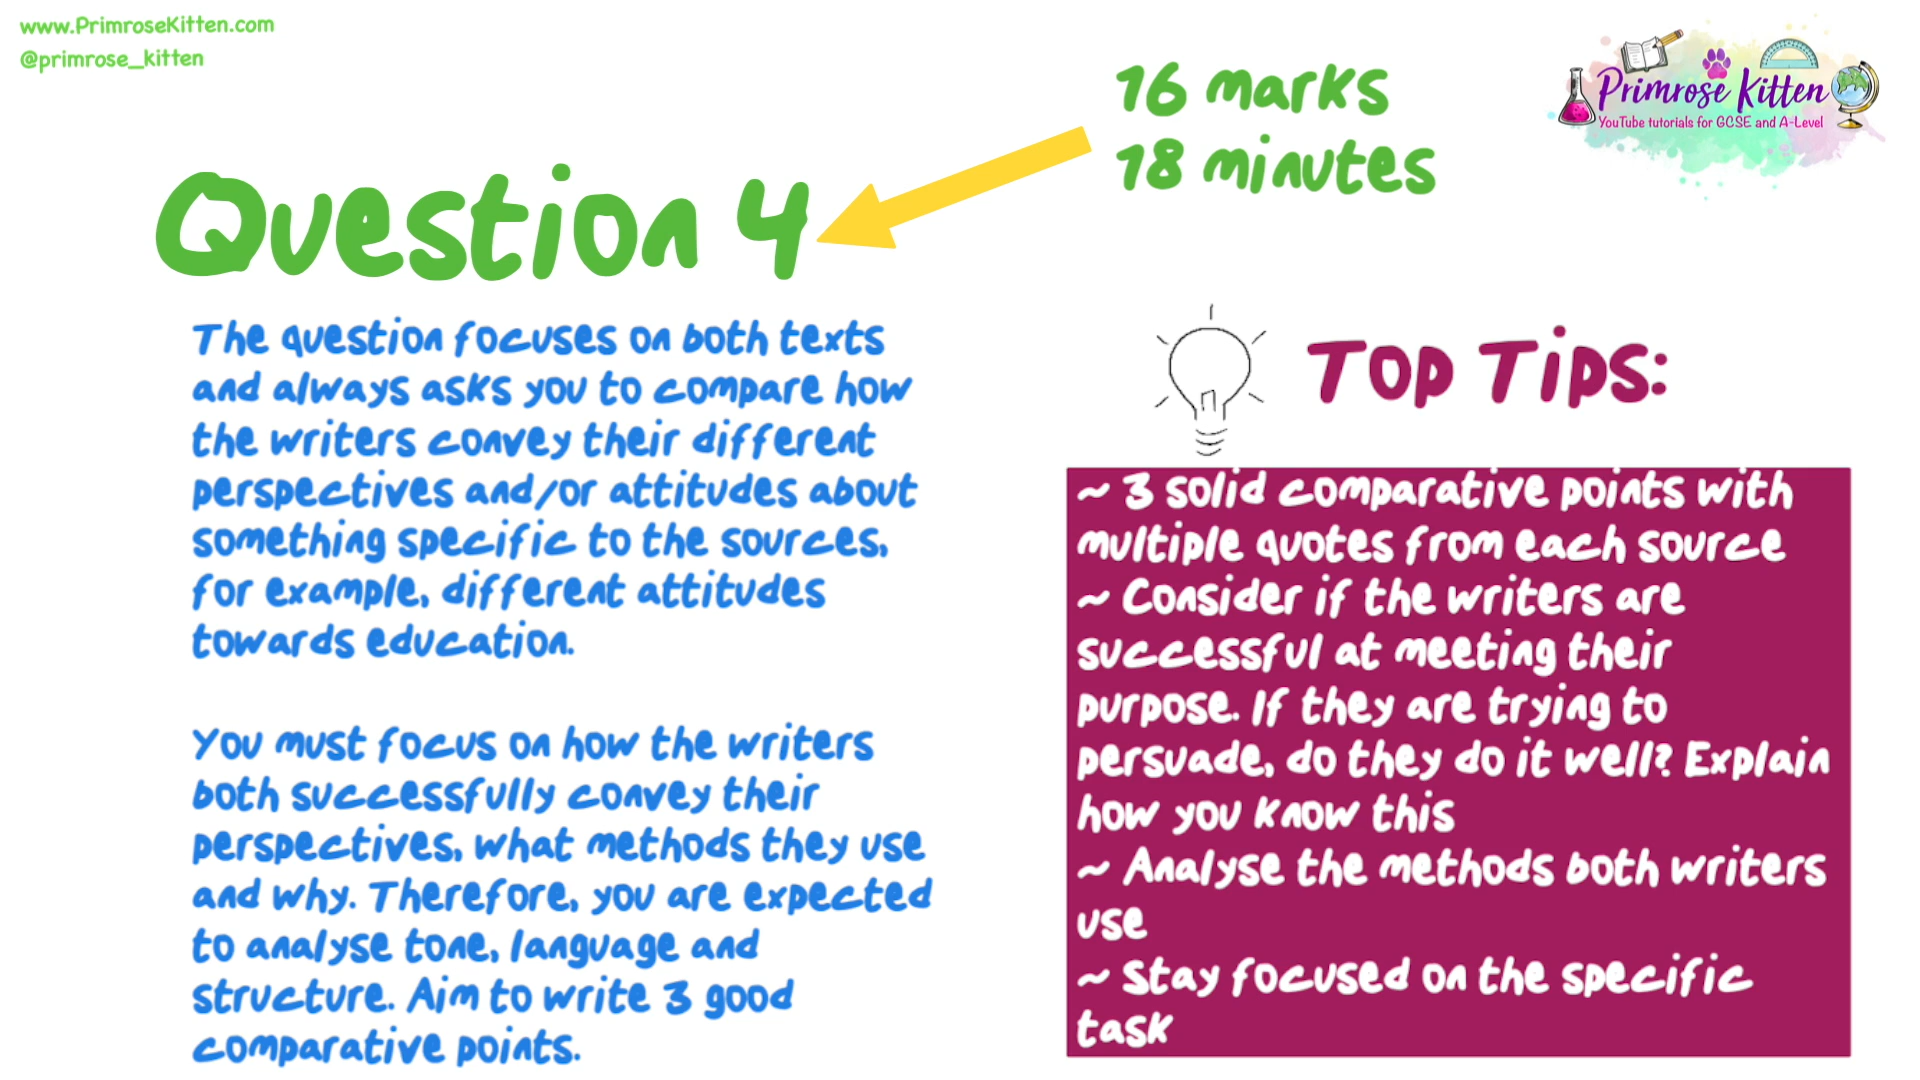 www.PrimroseKitten.com
@primrose_kitten
16 marks
18 minutes
Primrose Kitten
YouTube tutorials for GCSE and A-Level
Question 4
The question focuses on both texts
and always asks you to compare how
the writers convey their different
perspectives and/or attitudes about
something specific to the sources,
for example, different attitudes
towards education.
You must focus on how the writers
both successfully convey their
perspectives, what methods they use
and why. Therefore, you are expected
to analyse tone, language and
structure. Aim to write 3 good
comparative points.
Top Tips:
~ 3 solid comparative points with
multiple quotes from each source
~ Consider if the writers are
successful at meeting their
purpose. If they are trying to
persuade, do they do it well? Explain
how you know this
~ Analyse the methods both writers
use
~ Stay focused on the specific
task